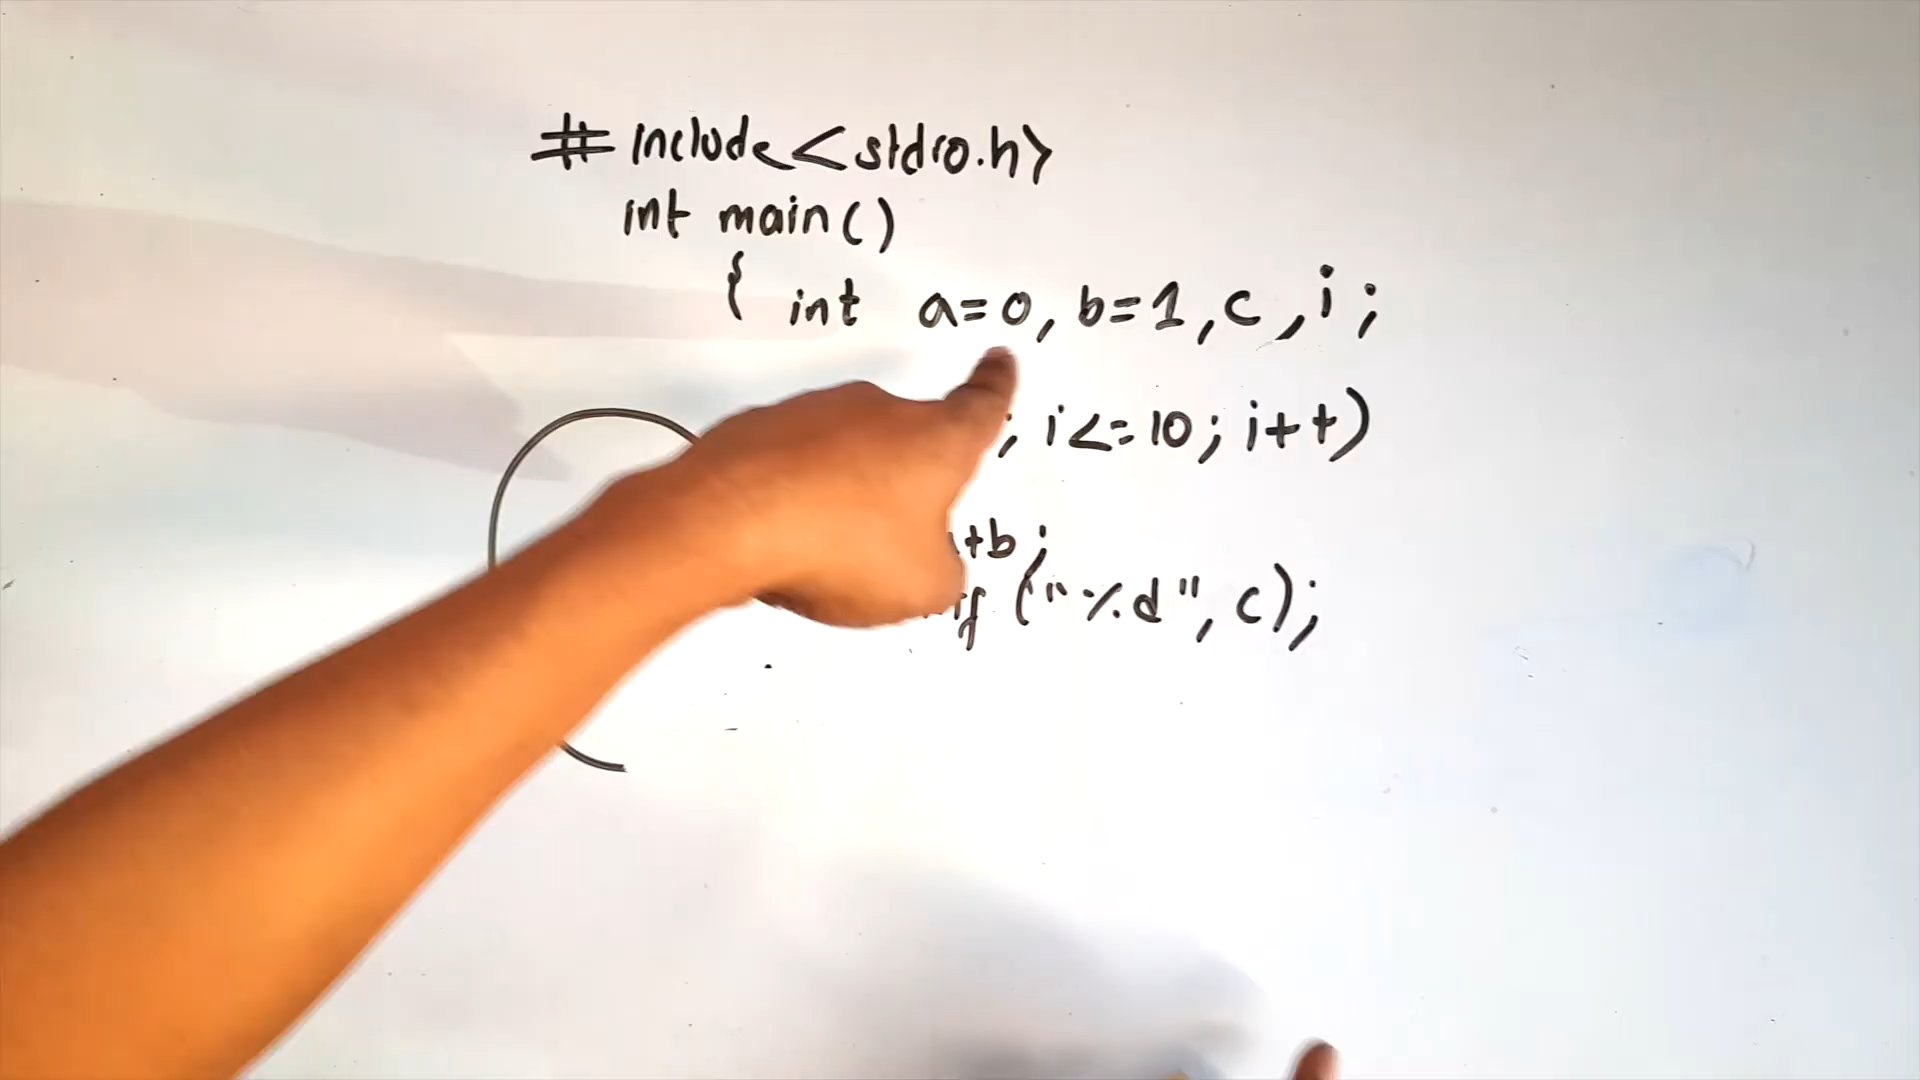 #include<stdio.h>
int main()
{ int a=0, b=1, c, i;
; i<=10; i++)
+b;
f("%d", c);